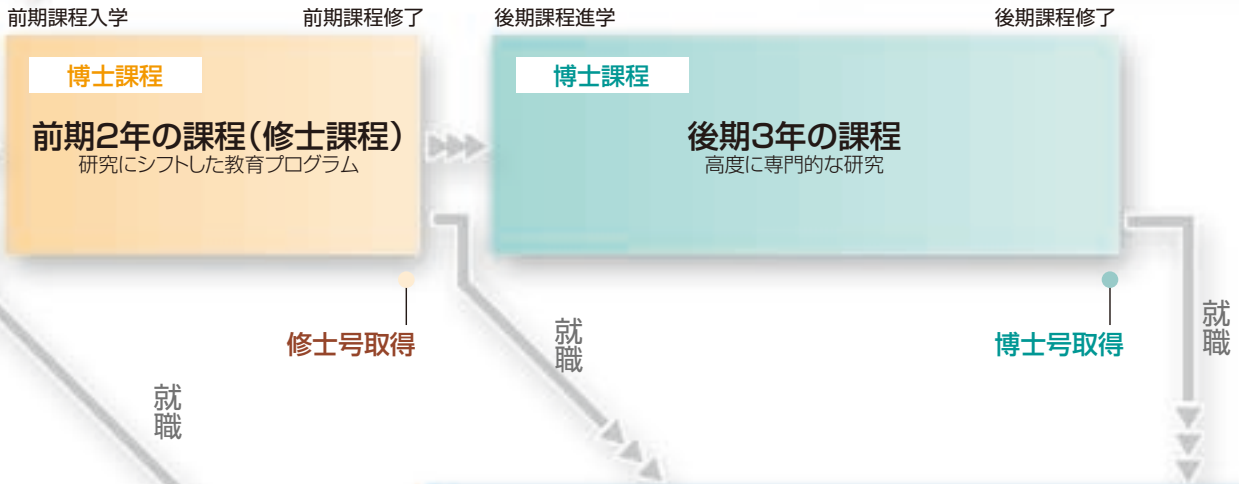 前期課程入学
前期課程修了
後期課程進学
後期課程修了
博士課程
前期2年の課程(修士課程)
研究にシフトした教育プログラム
博士課程
後期3年の課程
高度に専門的な研究
修士号取得
博士号取得
就職
就職
就職